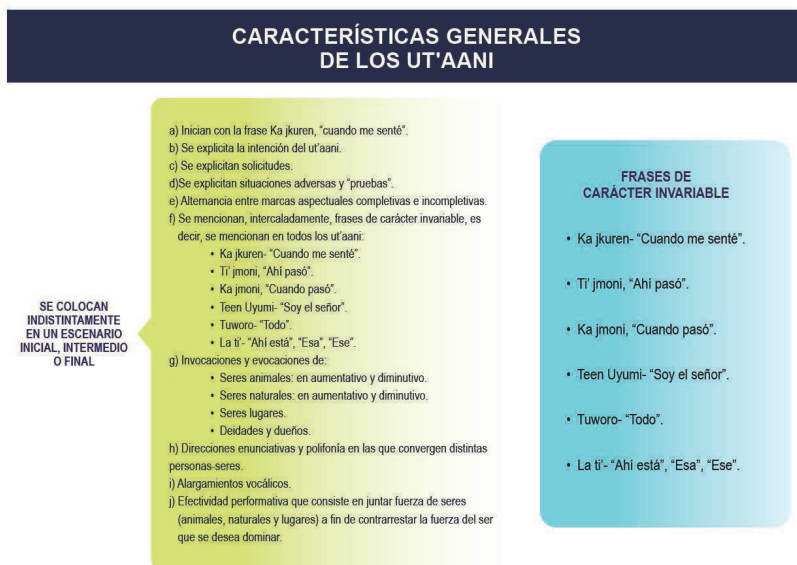 CARACTERÍSTICAS GENERALES
DE LOS UT'AANI
SE COLOCAN
INDISTINTAMENTE
EN UN ESCENARIO
INICIAL, INTERMEDIO
O FINAL
a) Inician con la frase Ka jkuren, “cuando me senté”.
b) Se explicita la intención del ut’aani.
c) Se explicitan solicitudes.
d)Se explicitan situaciones adversas y “pruebas”.
e) Alternancia entre marcas aspectuales completivas e incompletivas.
f) Se mencionan, intercaladamente, frases de carácter invariable, es
decir, se mencionan en todos los ut’aani:
• Ka jkuren- “Cuando me senté”.
• Ti’ jmoni, “Ahí pasó”.
• Ka jmoni, “Cuando pasó”.
• Teen Uyumi- “Soy el señor”.
• Tuworo- “Todo”.
• La ti’- “Ahí está”, “Esa”, “Ese”.
g) Invocaciones y evocaciones de:
• Seres animales: en aumentativo y diminutivo.
• Seres naturales: en aumentativo y diminutivo.
• Seres lugares.
• Deidades y dueños.
h) Direcciones enunciativas y polifonía en las que convergen distintas
personas-seres.
i) Alargamientos vocálicos.
j) Efectividad performativa que consiste en juntar fuerza de seres
(animales, naturales y lugares) a fin de contrarrestar la fuerza del ser
que se desea dominar.
FRASES DE
CARÁCTER INVARIABLE
• Ka jkuren- “Cuando me senté”.
• Ti’ jmoni, “Ahí pasó”.
• Ka jmoni, “Cuando pasó”.
• Teen Uyumi- “Soy el señor”.
• Tuworo- “Todo”.
• La ti’- “Ahí está”, “Esa”, “Ese”.